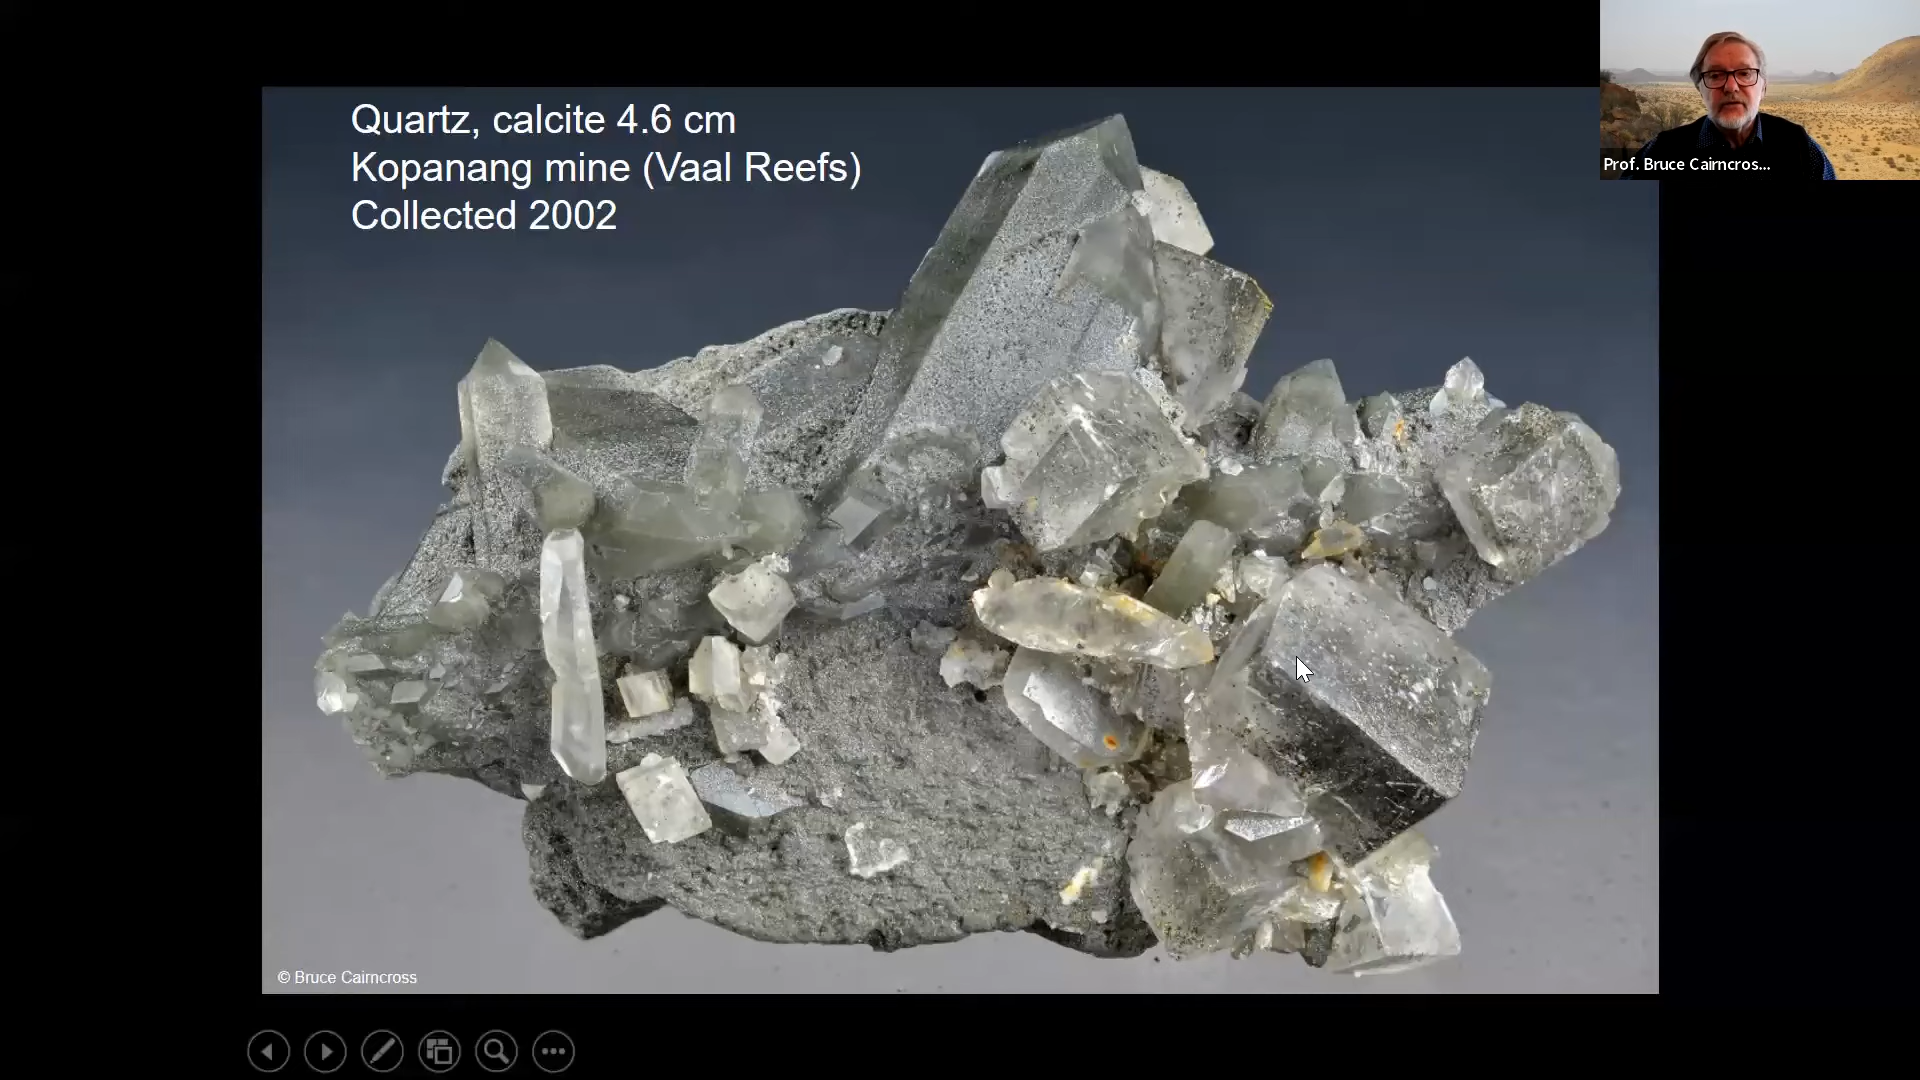 Quartz, calcite 4.6 cm
Kopanang mine (Vaal Reefs)
Collected 2002
Prof. Bruce Cairncros...
© Bruce Cairncross